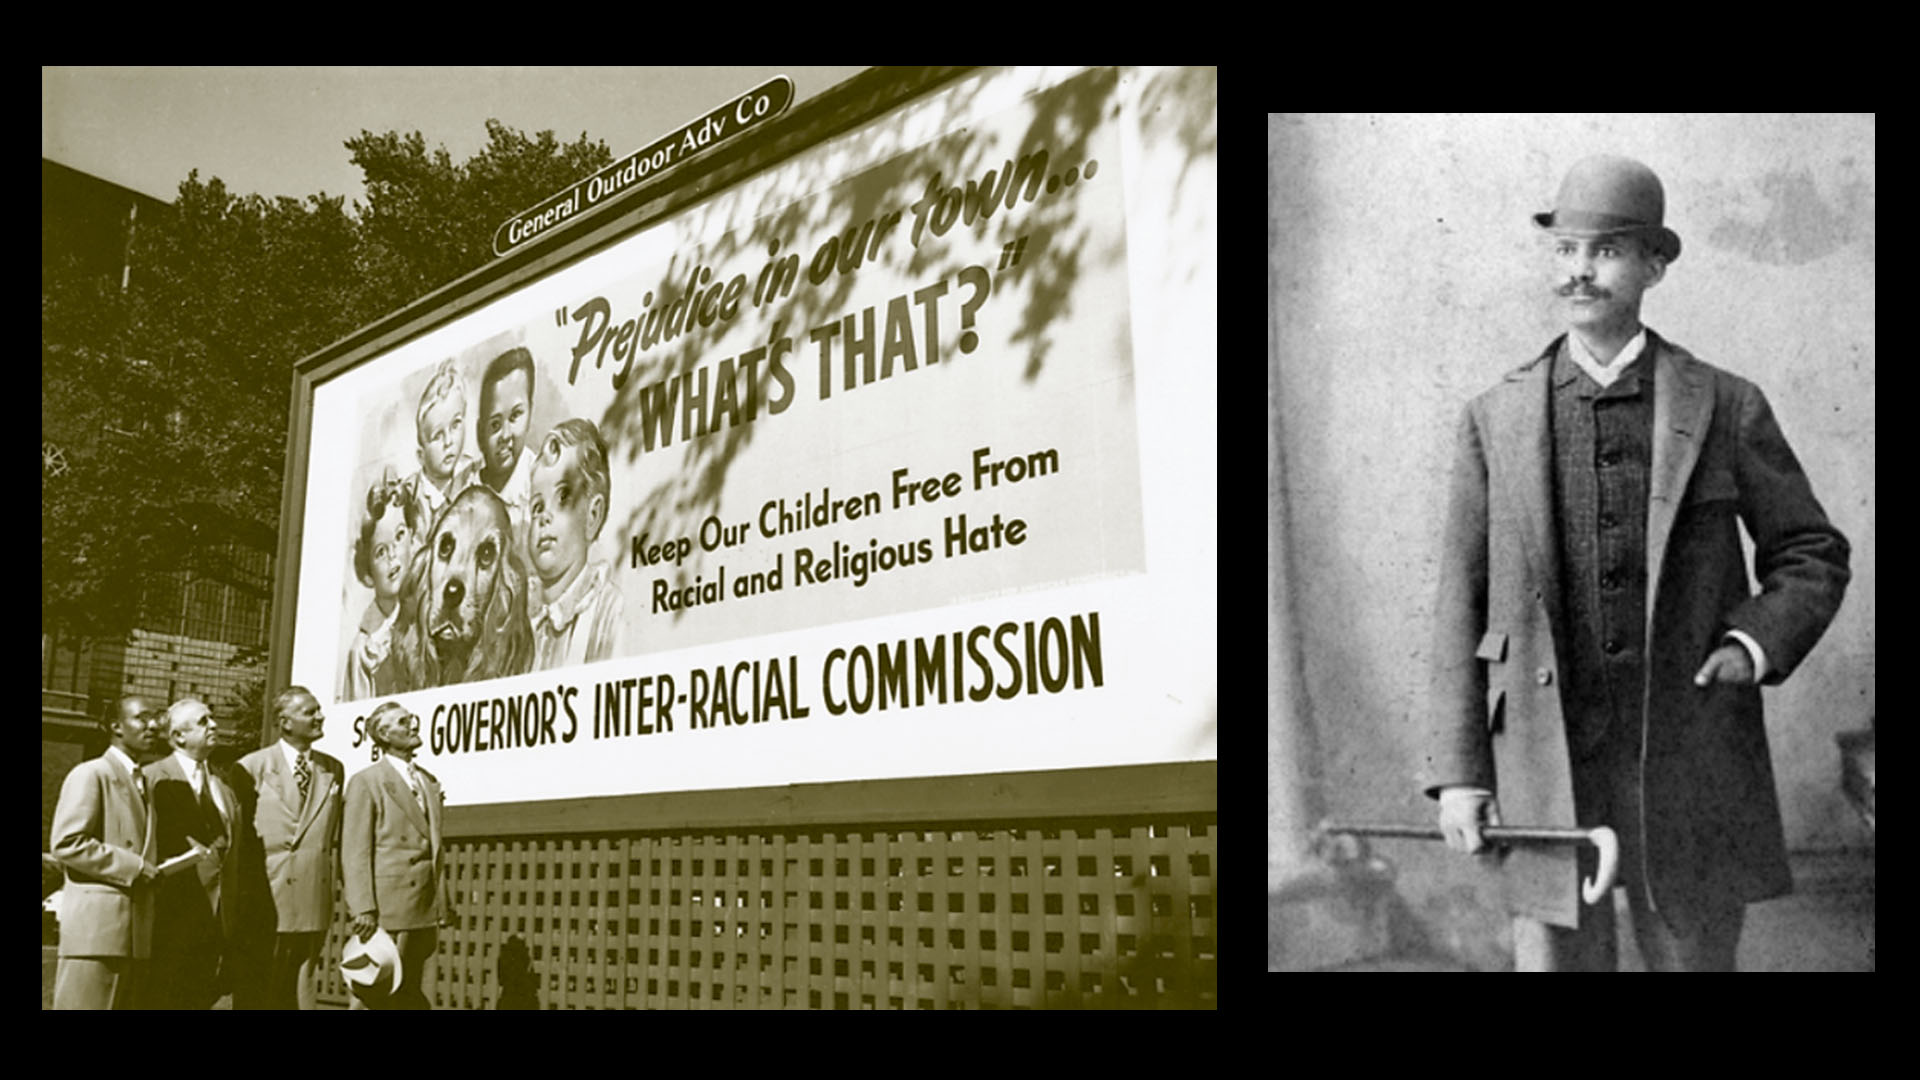 General Outdoor Adv Co
"Prejudice in our town...
WHAT'S THAT?"
Keep Our Children Free From
Racial and Religious Hate
GOVERNOR'S INTER-RACIAL COMMISSION